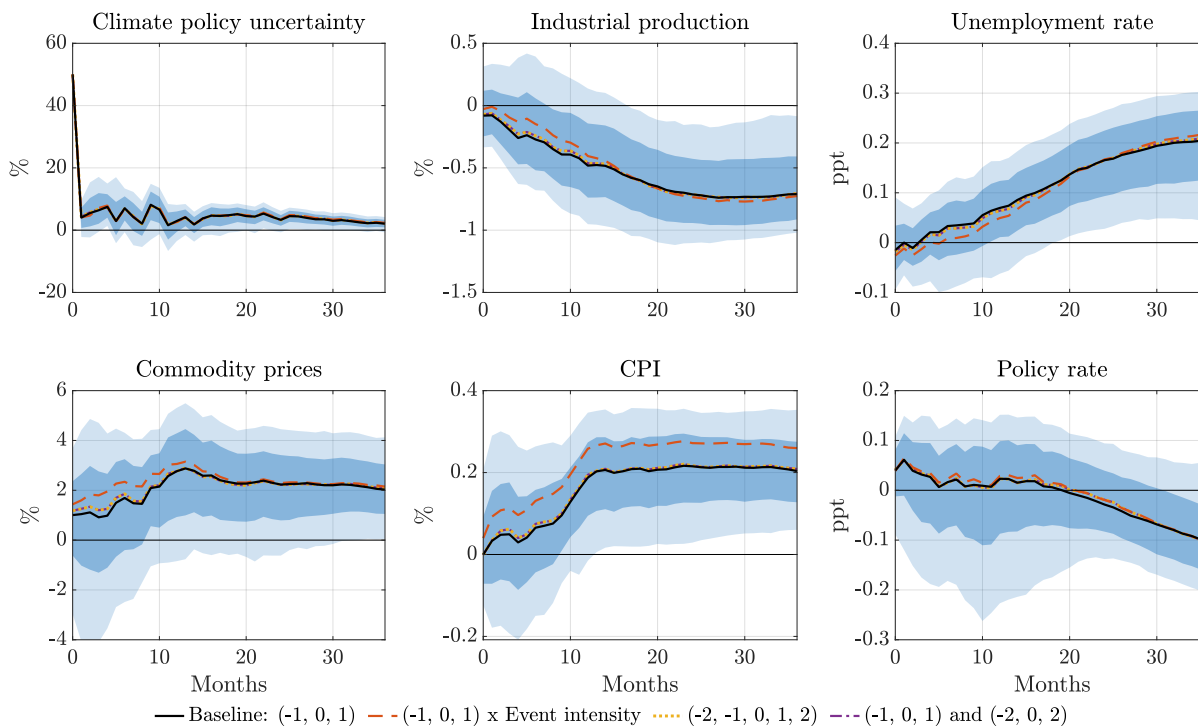 Climate policy uncertainty
60
40
20
0
-20
%
0 10 20 30
Industrial production
0.5
0
-0.5
-1
-1.5
%
0 10 20 30
Unemployment rate
0.4
0.3
0.2
0.1
0
-0.1
ppt
0 10 20 30
Commodity prices
6
4
2
0
-2
-4
%
0 10 20 30
Months
CPI
0.4
0.2
0
-0.2
%
0 10 20 30
Months
Policy rate
0.2
0.1
0
-0.1
-0.2
-0.3
ppt
0 10 20 30
Months
Baseline: (-1, 0, 1) (-1, 0, 1) x Event intensity (-2, -1, 0, 1, 2) (-1, 0, 1) and (-2, 0, 2)